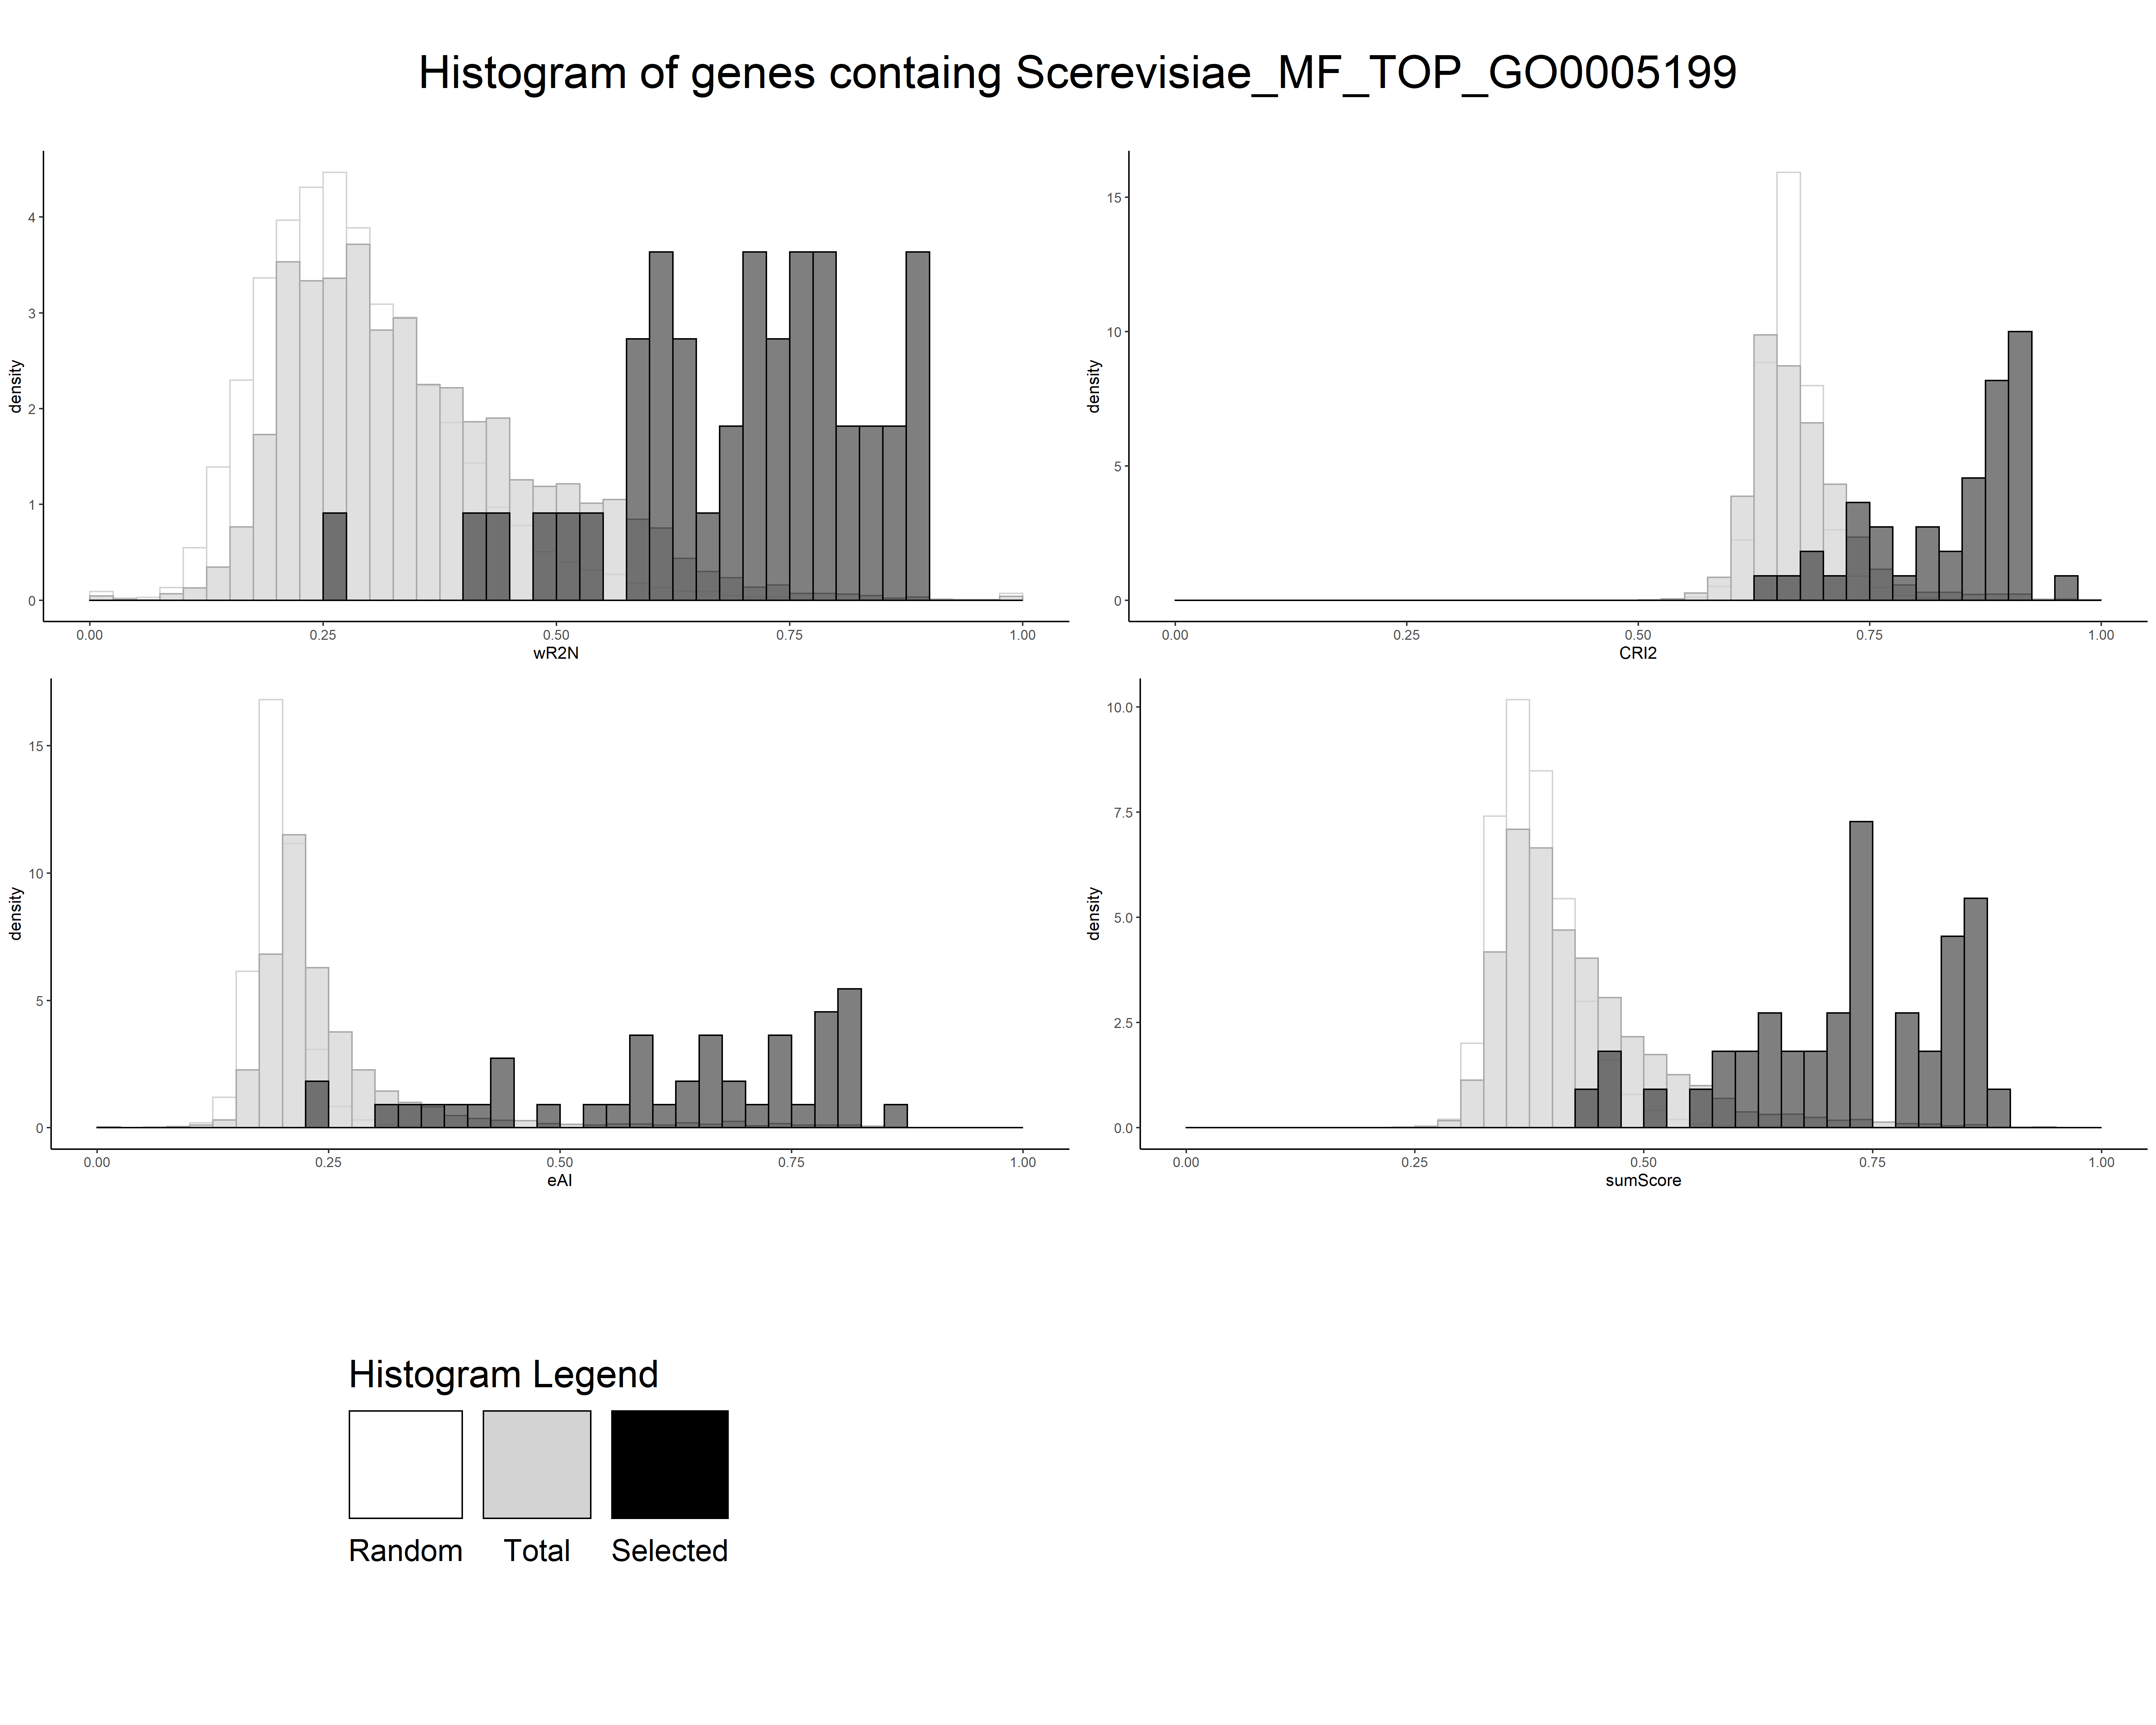 Histogram of genes containg Scerevisiae_MF_TOP_GO0005199
density
4
3
2
1
0
0.00 0.25 0.50 0.75 1.00
wR2N
density
15
10
5
0
0.00 0.25 0.50 0.75 1.00
CRI2
density
15
10
5
0
0.00 0.25 0.50 0.75 1.00
eAI
density
10.0
7.5
5.0
2.5
0.0
0.00 0.25 0.50 0.75 1.00
sumScore
Histogram Legend
Random Total Selected